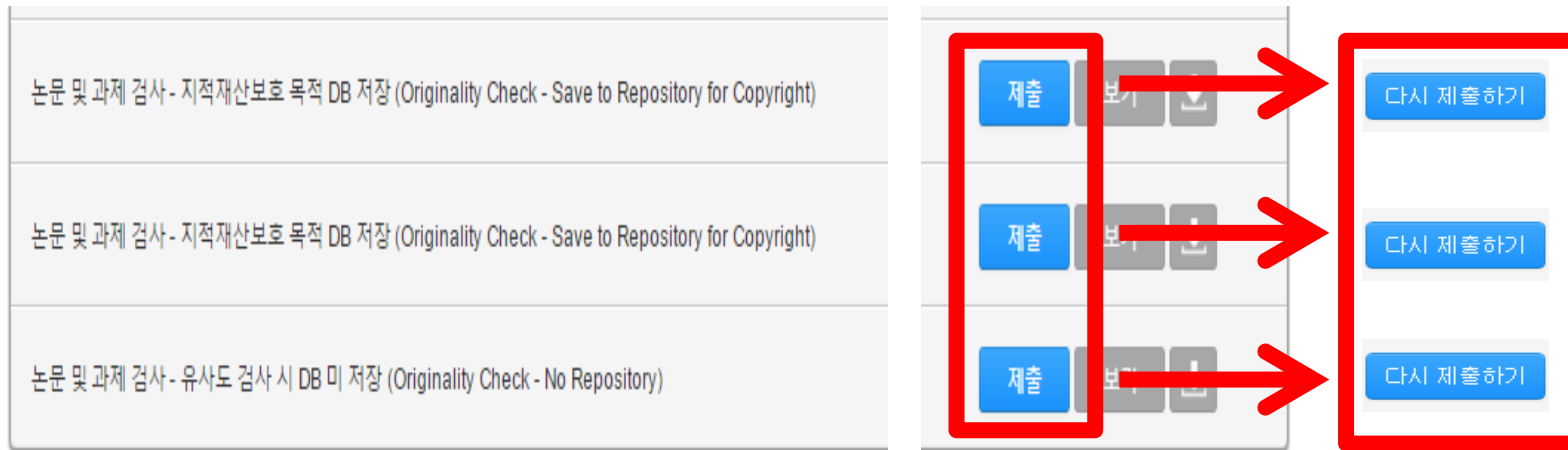 논문 및 과제 검사 - 지적재산보호 목적 DB 저장 (Originality Check - Save to Repository for Copyright) 제출 보기 다시 제출하기
논문 및 과제 검사 - 지적재산보호 목적 DB 저장 (Originality Check - Save to Repository for Copyright) 제출 다시 제출하기
논문 및 과제 검사 - 유사도 검사 시 DB 미 저장 (Originality Check - No Repository) 제출 다시 제출하기